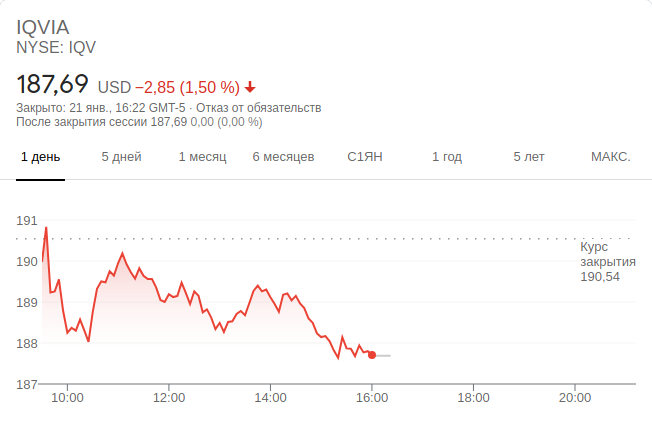 IQVIA
NYSE: IQV
187,69 USD −2,85 (1,50 %)
Закрыто: 21 янв., 16:22 GMT-5 · Отказ от обязательств
После закрытия сессии 187,69 0,00 (0,00 %)
1 день 5 дней 1 месяц 6 месяцев С1ЯН 1 год 5 лет МАКС.
191
190
189
188
187
Курс
закрытия
190,54
10:00 12:00 14:00 16:00 18:00 20:00